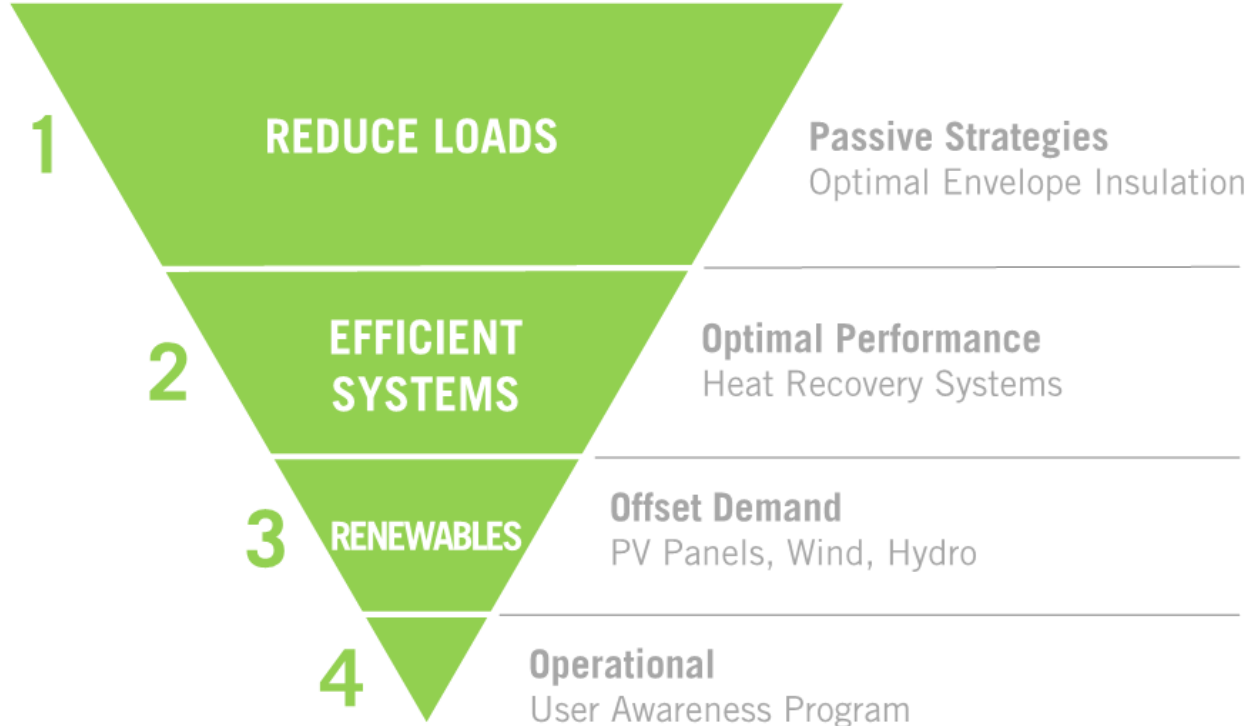 1
REDUCE LOADS
Passive Strategies
Optimal Envelope Insulation
2
EFFICIENT
SYSTEMS
Optimal Performance
Heat Recovery Systems
3
RENEWABLES
Offset Demand
PV Panels, Wind, Hydro
4
Operational
User Awareness Program